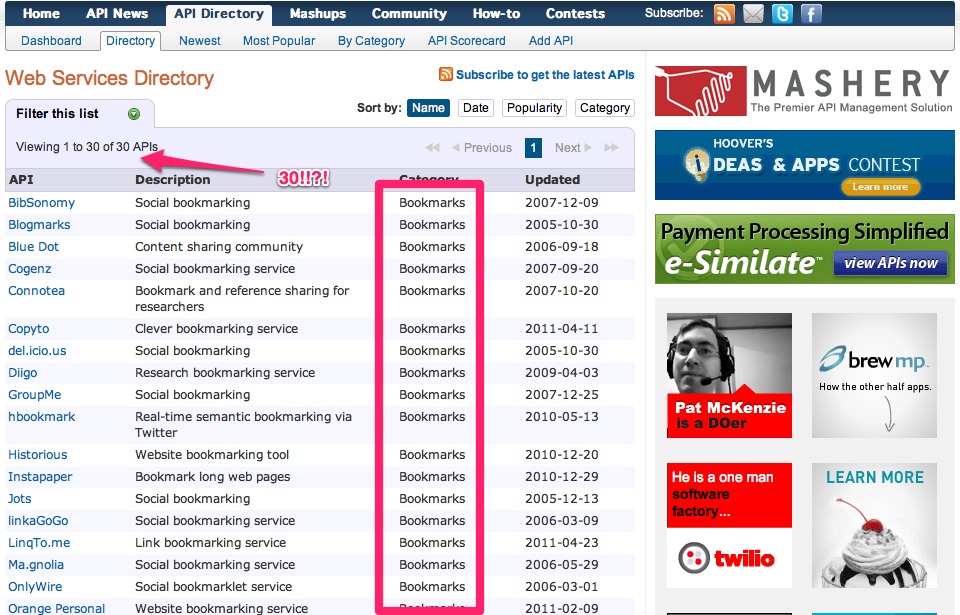 Home API News API Directory Mashups Community How-to Contests Subscribe:
Dashboard Directory Newest Most Popular By Category API Scorecard Add API
Web Services Directory
Subscribe to get the latest APIs
Filter this list
Sort by: Name Date Popularity Category
Viewing 1 to 30 of 30 APIs
Previous 1 Next
30!!?!
API Description Category Updated
BibSonomy Social bookmarking Bookmarks 2007-12-09
Blogmarks Social bookmarking Bookmarks 2005-10-30
Blue Dot Content sharing community Bookmarks 2006-09-18
Cogenz Social bookmarking service Bookmarks 2007-09-20
Connotea Bookmark and reference sharing for Bookmarks 2007-10-20
researchers
Copyto Clever bookmarking service Bookmarks 2011-04-11
del.icio.us Social bookmarking Bookmarks 2005-10-30
Diigo Research bookmarking service Bookmarks 2009-04-03
GroupMe Social bookmarking Bookmarks 2007-12-25
hbookmark Real-time semantic bookmarking via Bookmarks 2010-05-13
Twitter
Historious Website bookmarking tool Bookmarks 2010-12-20
Instapaper Bookmark long web pages Bookmarks 2010-12-29
Jots Social bookmarking Bookmarks 2005-12-13
linkaGoGo Social bookmarking service Bookmarks 2006-03-09
LinqTo.me Link bookmarking service Bookmarks 2011-04-23
Ma.gnolia Social bookmarking service Bookmarks 2006-05-29
OnlyWire Social bookmarklet service Bookmarks 2006-03-01
Orange Personal Website bookmarking service Bookmarks 2011-02-09
MASHERY
The Premier API Management Solution
HOOVER'S
IDEAS & APPS CONTEST
Learn more
Payment Processing Simplified
e-Similate™ view APIs now
Pat McKenzie
is a DOer
brew mp™
How the other half apps.
He is a one man
software
factory...
twilio
LEARN MORE